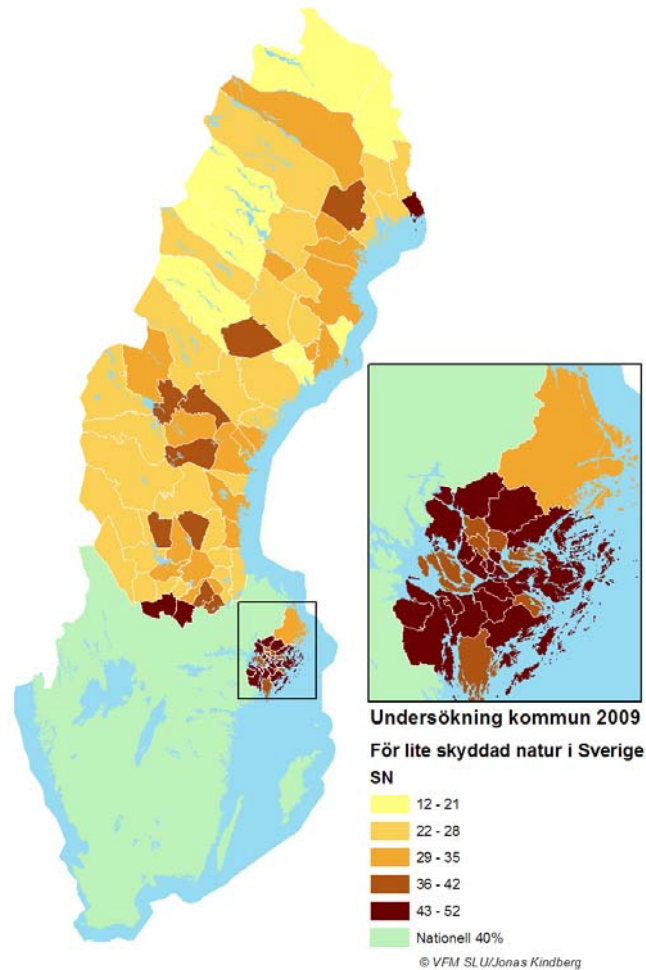 Undersökning kommun 2009
För lite skyddad natur i Sverige
SN
12 - 21
22 - 28
29 - 35
36 - 42
43 - 52
Nationell 40%
© VFM SLU/Jonas Kindberg